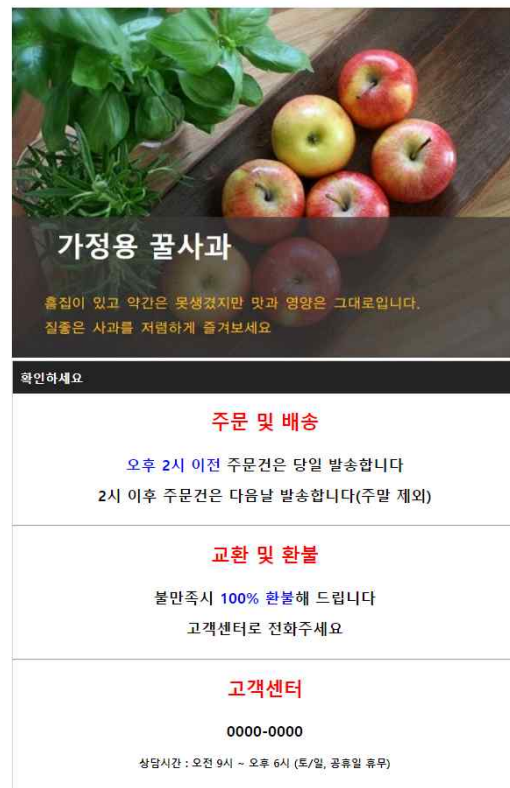 가정용 꿀사과
흠집이 있고 약간은 못생겼지만 맛과 영양은 그대로입니다.
질좋은 사과를 저렴하게 즐겨보세요
확인하세요
주문 및 배송
오후 2시 이전 주문건은 당일 발송합니다
2시 이후 주문건은 다음날 발송합니다(주말 제외)
교환 및 환불
불만족시 100% 환불해 드립니다
고객센터로 전화주세요
고객센터
0000-0000
상담시간 : 오전 9시 ~ 오후 6시 (토/일, 공휴일 휴무)